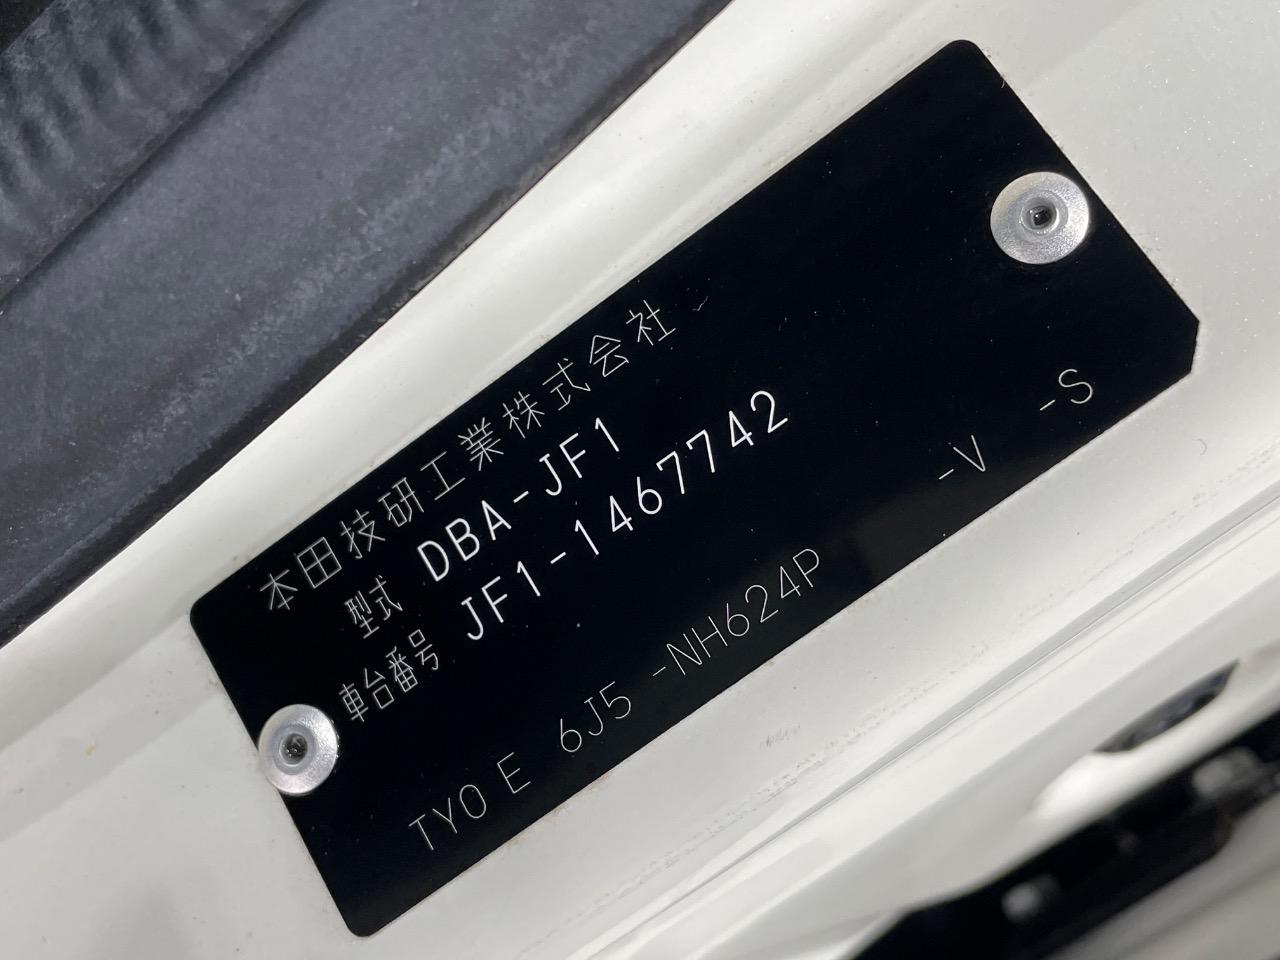 本田技研工業株式会社
型式 DBA-JF1
車台番号 JF1-1467742
TY0 E 6J5 -NH624P -V -S